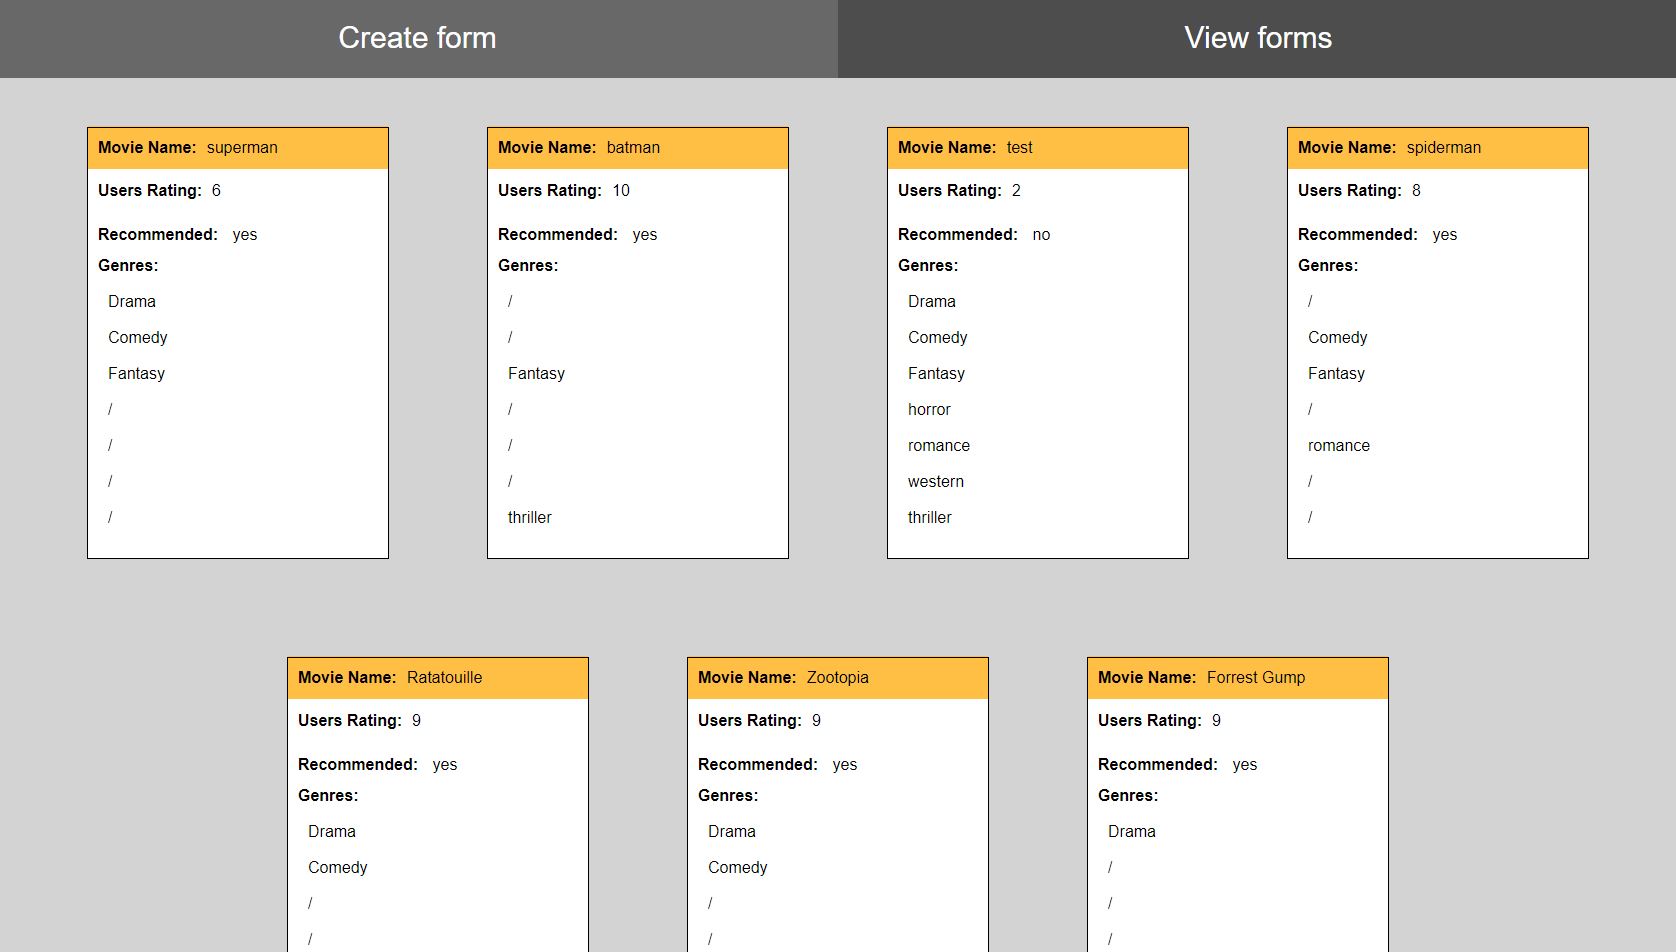 Create form
View forms
Movie Name: superman
Users Rating: 6
Recommended: yes
Genres:
Drama
Comedy
Fantasy
/
/
/
/
Movie Name: batman
Users Rating: 10
Recommended: yes
Genres:
/
/
Fantasy
/
/
/
thriller
Movie Name: test
Users Rating: 2
Recommended: no
Genres:
Drama
Comedy
Fantasy
horror
romance
western
thriller
Movie Name: spiderman
Users Rating: 8
Recommended: yes
Genres:
/
Comedy
Fantasy
/
romance
/
/
Movie Name: Ratatouille
Users Rating: 9
Recommended: yes
Genres:
Drama
Comedy
/
/
Movie Name: Zootopia
Users Rating: 9
Recommended: yes
Genres:
Drama
Comedy
/
/
Movie Name: Forrest Gump
Users Rating: 9
Recommended: yes
Genres:
Drama
/
/
/